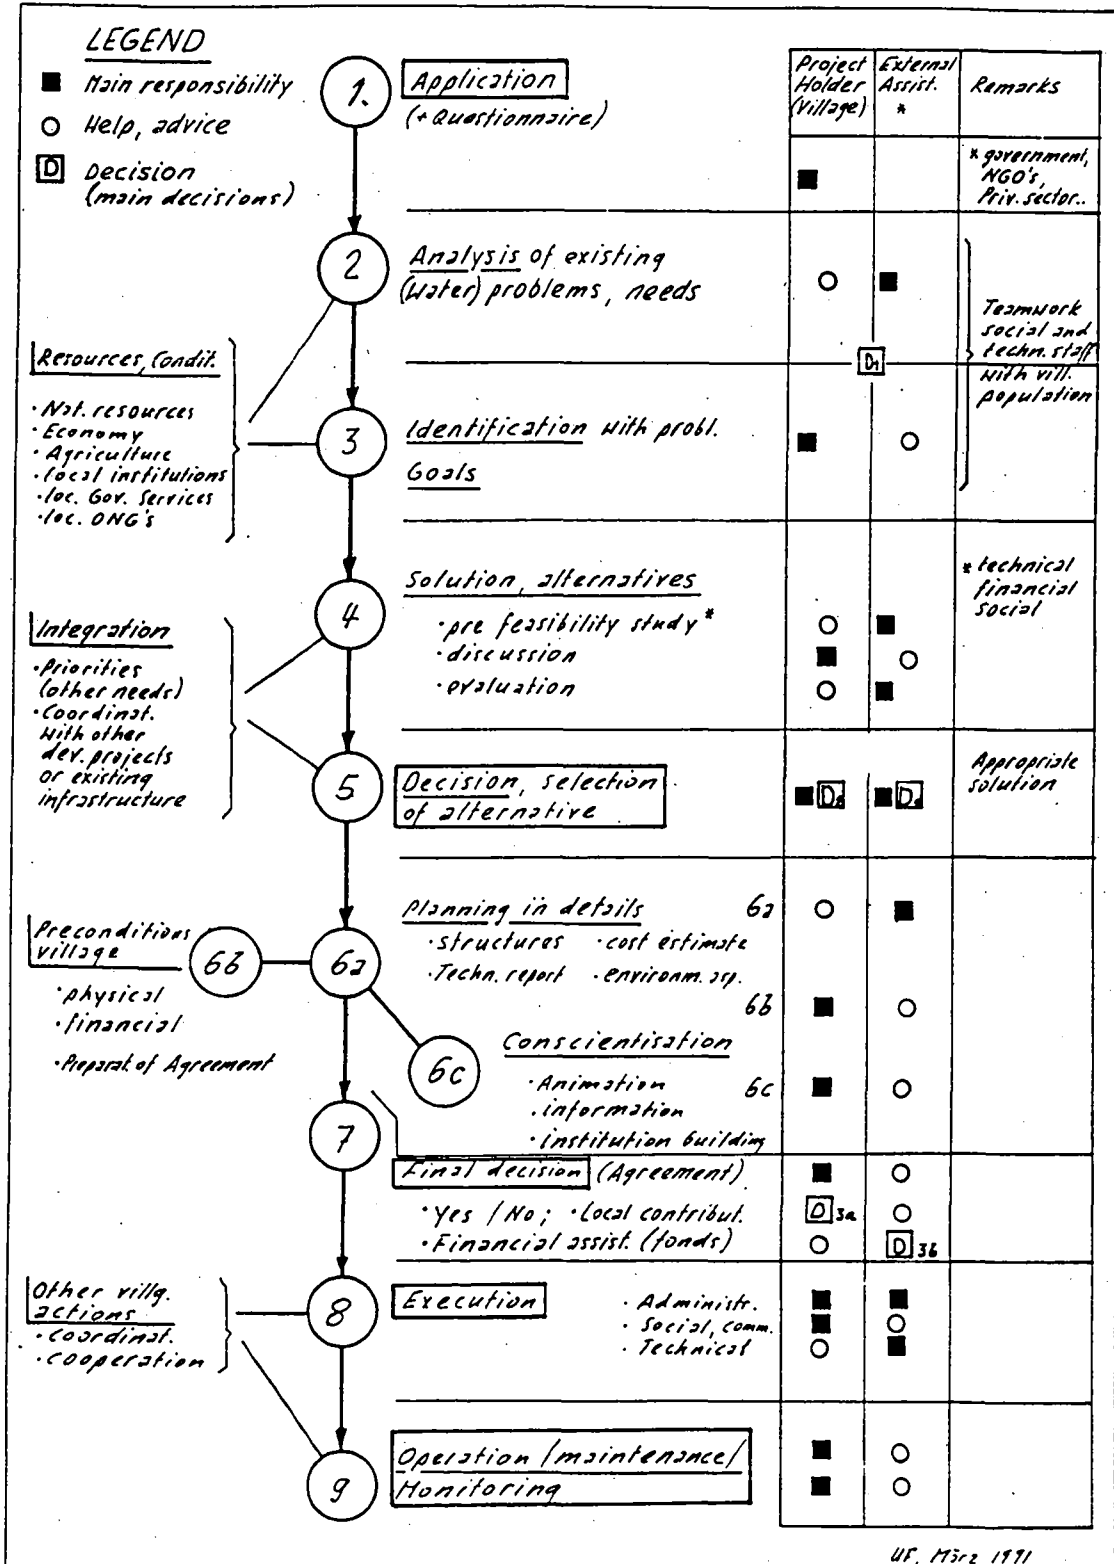 LEGEND
Main responsibility
Help, advice
D Decision
(main decisions)
1.
Application
(+Questionnaire)
Project
Holder
(Village)
External
Assist.
*
Remarks
* government,
NGO's,
Priv. sector..
2
Analysis of existing
(Water) problems, needs
Teamwork
social and
techn. staff
with vill.
population
D1
Resources, Condit.
· Nat. resources
· Economy
· Agriculture
· local institutions
· loc. Gov. Services
· loc. ONG's
3
Identification with probl.
Goals
4
Solution, alternatives
· pre feasibility study*
· discussion
· evaluation
* technical
financial
social
Integration
· Priorities
(other needs)
· Coordinat.
with other
dev. projects
or existing
infrastructure
5
Decision, selection
of alternative
D2
D2
Appropriate
solution
Preconditions
village
· physical
· financial
· Preparat. of Agreement
6b
6a
6c
Planning in details 6a
· structures · cost estimate
· Techn. report · environm. asp.
6b
Conscientisation
· Animation 6c
· information
· institution building
7
Final decision (Agreement)
· Yes / No; · Local contribut.
· Financial assist. (fonds)
D 3a
D 3b
Other villg.
actions
· coordinat.
· cooperation
8
Execution
· Administr.
· Social, comm.
· Technical
9
Operation / maintenance /
Monitoring
UF, März 1991